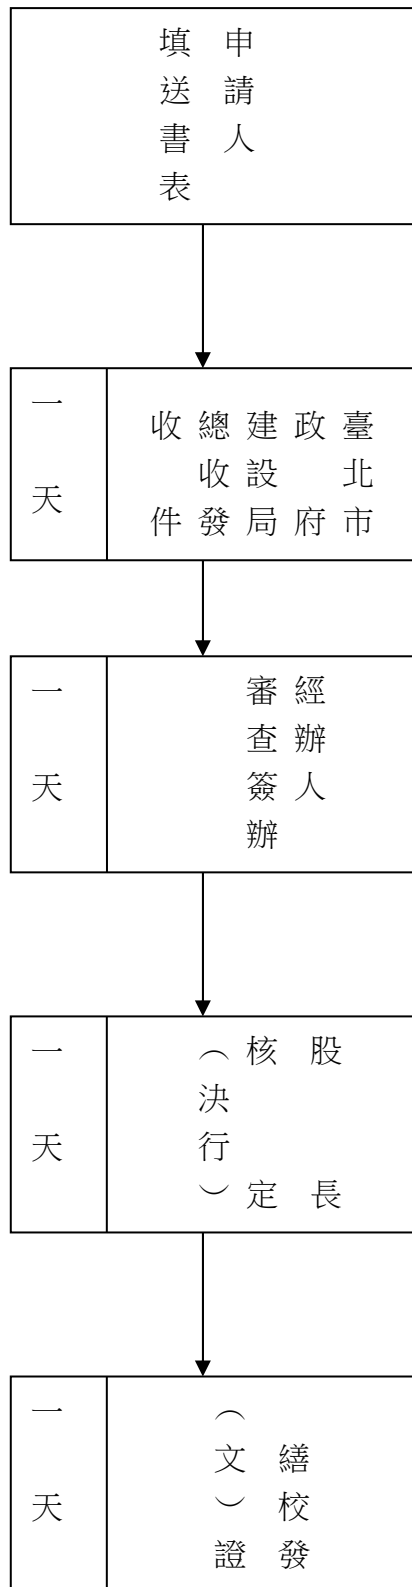 申請人
填送書表
臺北市
政府
建設局
總收發
收件
一天
經辦人
審查簽辦
一天
股長
核定
（決行）
一天
繕校發
（文）證
一天